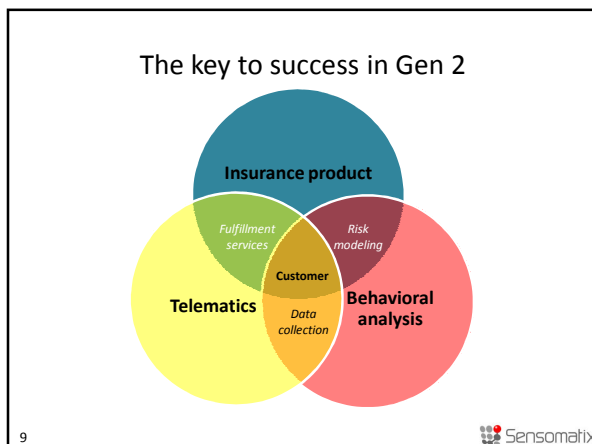 The key to success in Gen 2
Insurance product
Fulfillment
services
Risk
modeling
Customer
Telematics
Behavioral
analysis
Data
collection
9
Sensomatix